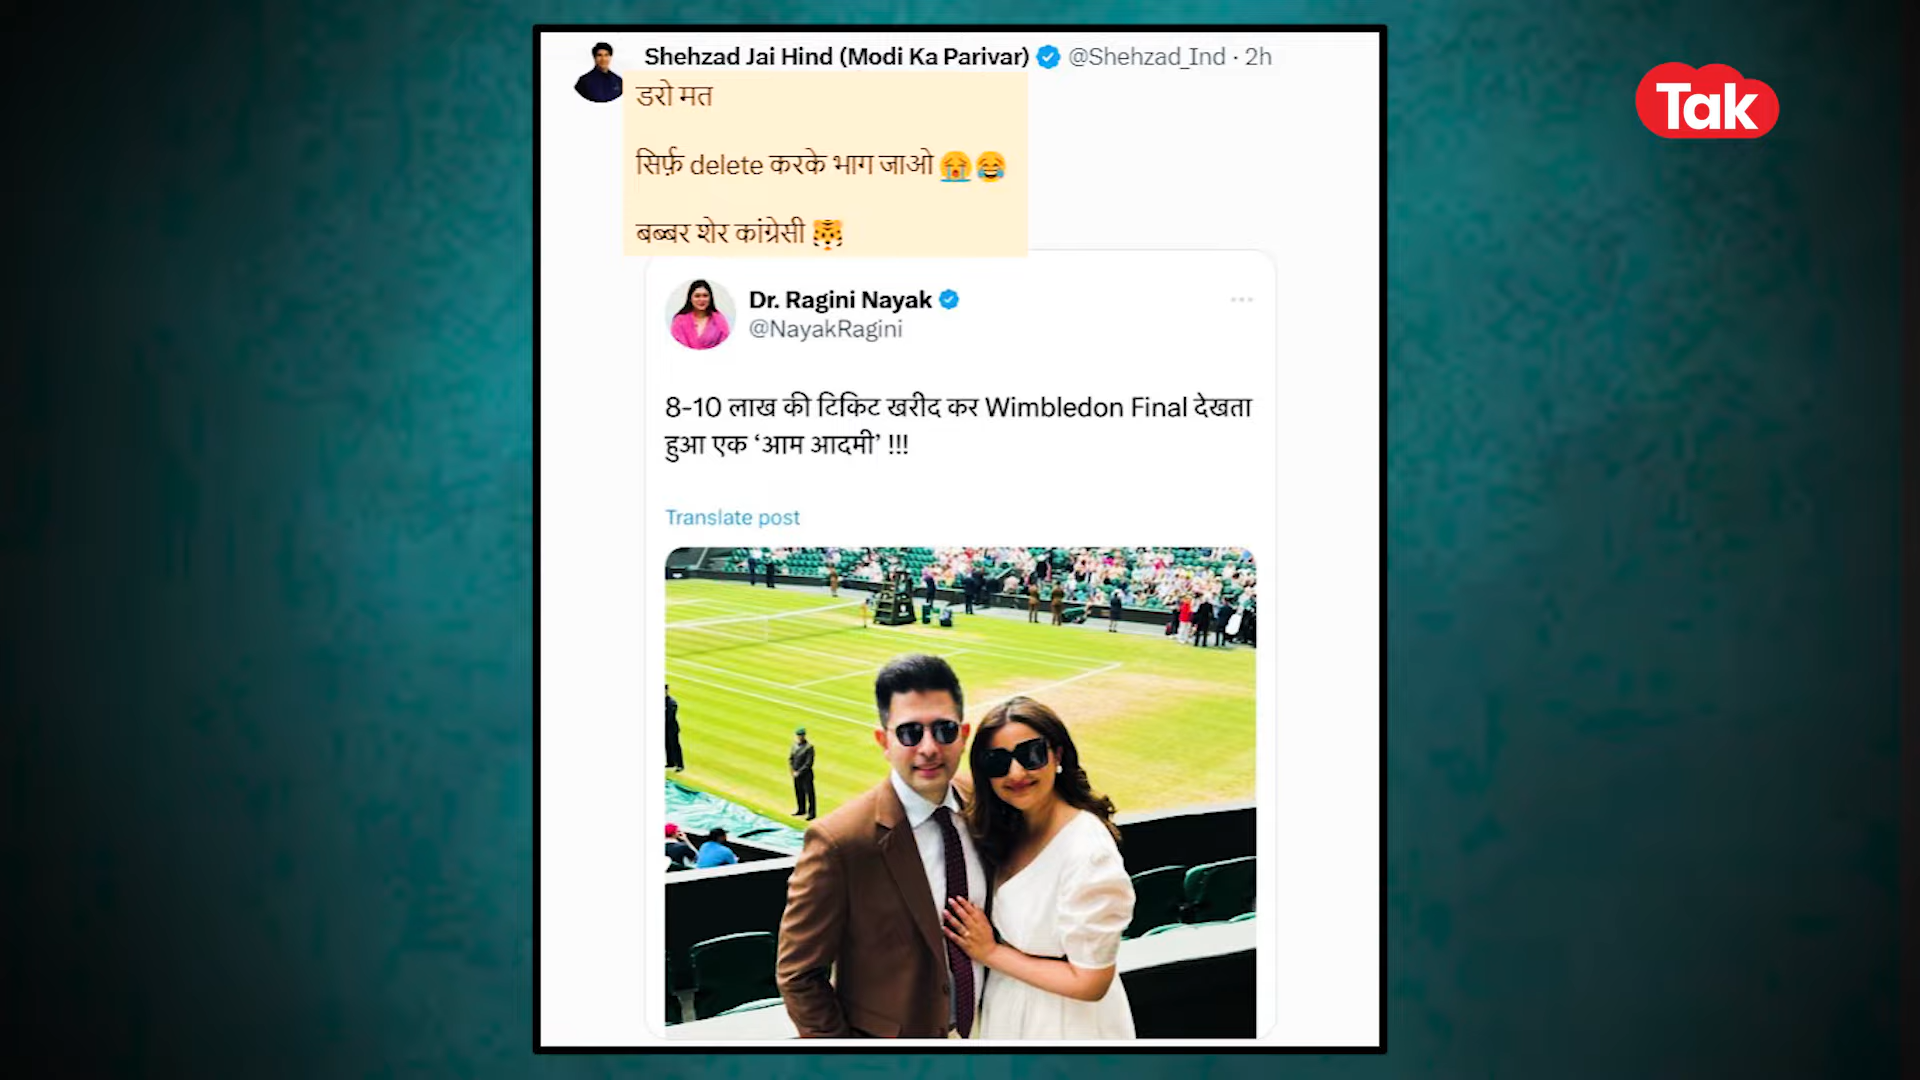 Shehzad Jai Hind (Modi Ka Parivar) @Shehzad_Ind · 2h
डरो मत
सिर्फ़ delete करके भाग जाओ 😭😂
बब्बर शेर कांग्रेसी 🐯
Tak
Dr. Ragini Nayak
@NayakRagini
8-10 लाख की टिकिट खरीद कर Wimbledon Final देखता
हुआ एक ‘आम आदमी’ !!!
Translate post